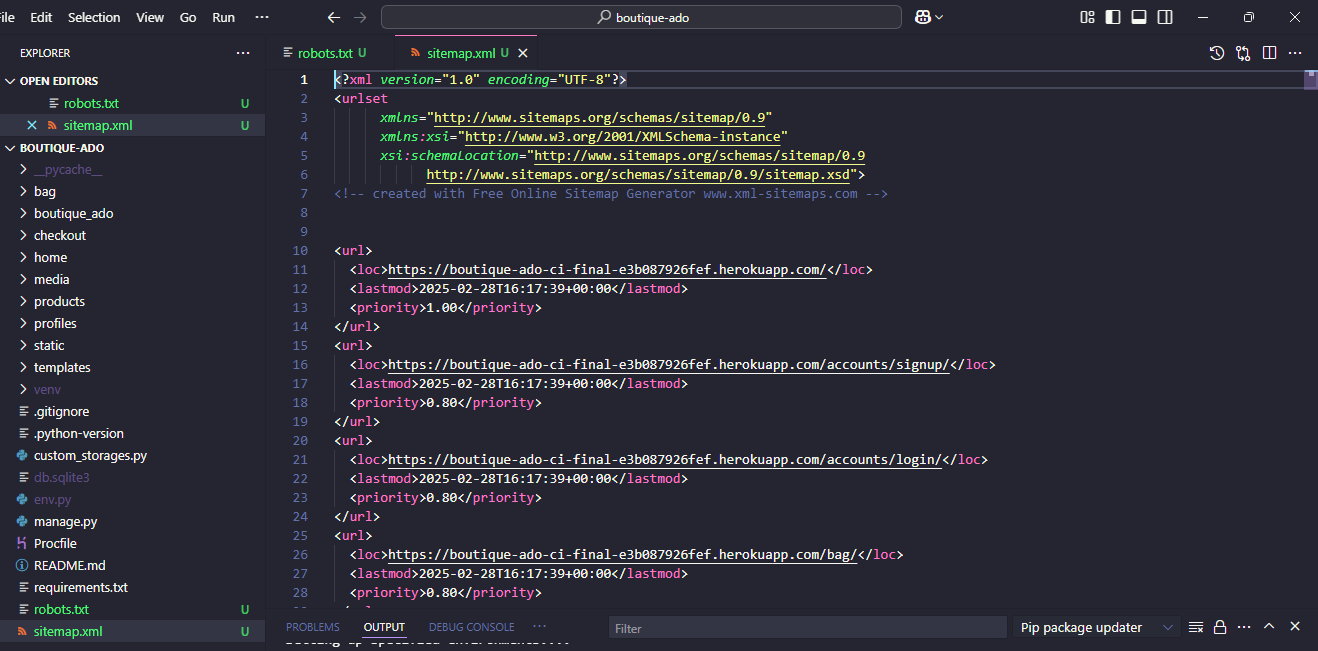 ile Edit Selection View Go Run ··· boutique-ado
EXPLORER ···
OPEN EDITORS
robots.txt U
sitemap.xml U
BOUTIQUE-ADO
__pycache__
bag
boutique_ado
checkout
home
media
products
profiles
static
templates
venv
.gitignore
.python-version
custom_storages.py
db.sqlite3
env.py
manage.py
Procfile
README.md
requirements.txt
robots.txt U
sitemap.xml U
robots.txt U sitemap.xml U
1 <?xml version="1.0" encoding="UTF-8"?>
2 <urlset
3 xmlns="http://www.sitemaps.org/schemas/sitemap/0.9"
4 xmlns:xsi="http://www.w3.org/2001/XMLSchema-instance"
5 xsi:schemaLocation="http://www.sitemaps.org/schemas/sitemap/0.9
6 http://www.sitemaps.org/schemas/sitemap/0.9/sitemap.xsd">
7 <!-- created with Free Online Sitemap Generator www.xml-sitemaps.com -->
8
9
10 <url>
11 <loc>https://boutique-ado-ci-final-e3b087926fef.herokuapp.com/</loc>
12 <lastmod>2025-02-28T16:17:39+00:00</lastmod>
13 <priority>1.00</priority>
14 </url>
15 <url>
16 <loc>https://boutique-ado-ci-final-e3b087926fef.herokuapp.com/accounts/signup/</loc>
17 <lastmod>2025-02-28T16:17:39+00:00</lastmod>
18 <priority>0.80</priority>
19 </url>
20 <url>
21 <loc>https://boutique-ado-ci-final-e3b087926fef.herokuapp.com/accounts/login/</loc>
22 <lastmod>2025-02-28T16:17:39+00:00</lastmod>
23 <priority>0.80</priority>
24 </url>
25 <url>
26 <loc>https://boutique-ado-ci-final-e3b087926fef.herokuapp.com/bag/</loc>
27 <lastmod>2025-02-28T16:17:39+00:00</lastmod>
28 <priority>0.80</priority>
PROBLEMS OUTPUT DEBUG CONSOLE ··· Filter Pip package updater